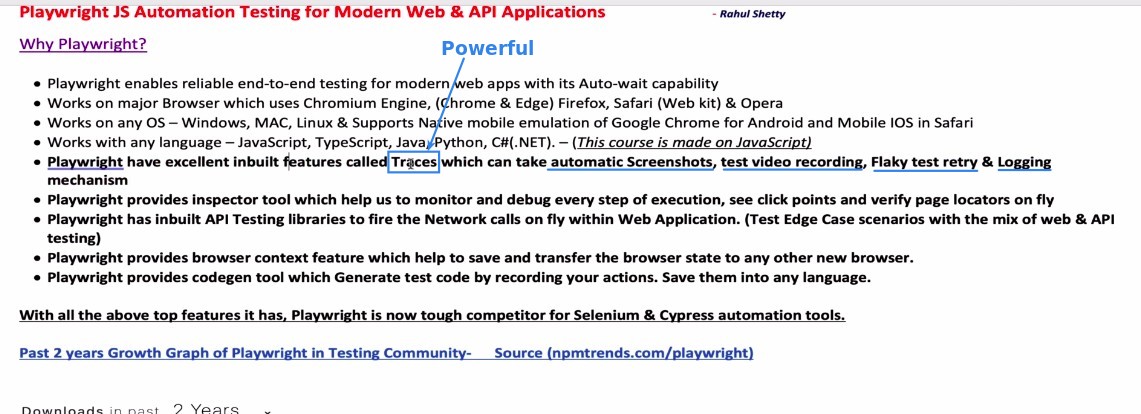 Playwright JS Automation Testing for Modern Web & API Applications - Rahul Shetty
Why Playwright?
Powerful
• Playwright enables reliable end-to-end testing for modern web apps with its Auto-wait capability
• Works on major Browser which uses Chromium Engine, (Chrome & Edge) Firefox, Safari (Web kit) & Opera
• Works on any OS – Windows, MAC, Linux & Supports Native mobile emulation of Google Chrome for Android and Mobile IOS in Safari
• Works with any language – JavaScript, TypeScript, Java, Python, C#(.NET). – (This course is made on JavaScript)
• Playwright have excellent inbuilt features called Traces which can take automatic Screenshots, test video recording, Flaky test retry & Logging
mechanism
• Playwright provides inspector tool which help us to monitor and debug every step of execution, see click points and verify page locators on fly
• Playwright has inbuilt API Testing libraries to fire the Network calls on fly within Web Application. (Test Edge Case scenarios with the mix of web & API
testing)
• Playwright provides browser context feature which help to save and transfer the browser state to any other new browser.
• Playwright provides codegen tool which Generate test code by recording your actions. Save them into any language.
With all the above top features it has, Playwright is now tough competitor for Selenium & Cypress automation tools.
Past 2 years Growth Graph of Playwright in Testing Community- Source (npmtrends.com/playwright)
Downloads in past 2 Years